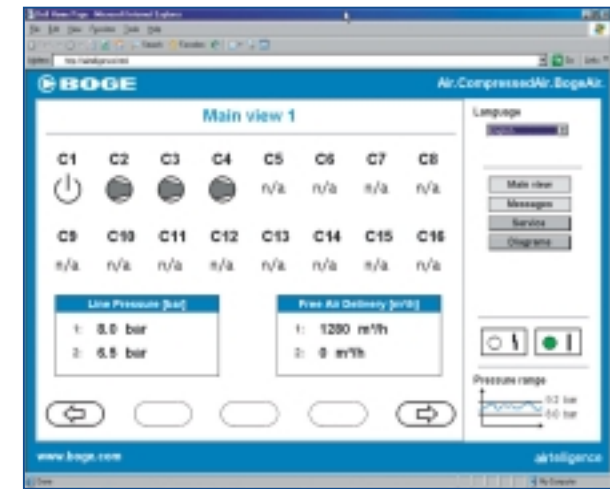 BOGE
Air.CompressedAir.BogeAir.
Main view 1
C1 C2 C3 C4 C5 C6 C7 C8
n/a n/a n/a n/a
C9 C10 C11 C12 C13 C14 C15 C16
n/a n/a n/a n/a n/a n/a n/a n/a
Line Pressure [bar]
1: 8.0 bar
2: 6.5 bar
Free Air Delivery [m³/h]
1: 1280 m³/h
2: 0 m³/h
Language
English
Main view
Messages
Service
Diagrams
Pressure range
www.boge.com
airtelligence